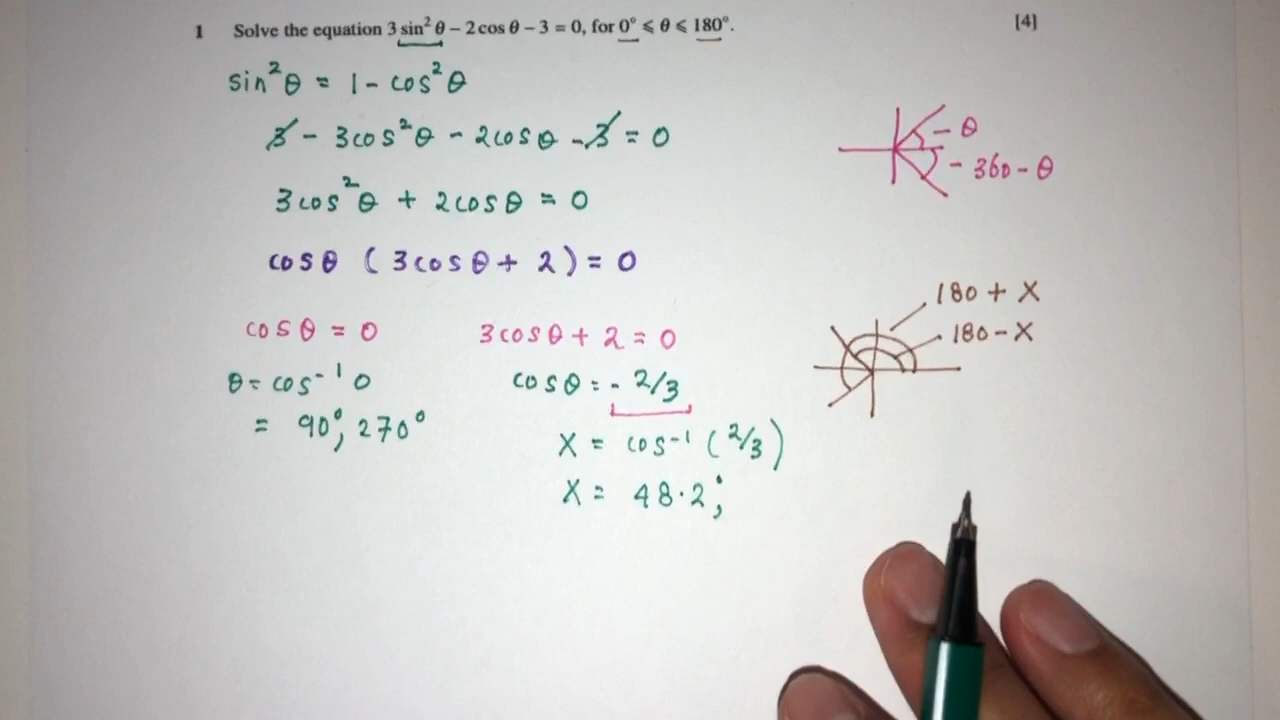 1 Solve the equation 3 sin² θ − 2 cos θ − 3 = 0, for 0° ⩽ θ ⩽ 180°. [4]
sin²θ = 1 - cos²θ
3 - 3cos²θ - 2cosθ - 3 = 0
3cos²θ + 2cosθ = 0
cosθ ( 3cosθ + 2 ) = 0
cosθ = 0
θ = cos⁻¹ 0
= 90°, 270°
3cosθ + 2 = 0
cosθ = - 2/3
X = cos⁻¹ ( 2/3 )
X = 48.2°,
- θ
- 360 - θ
180 + X
180 - X